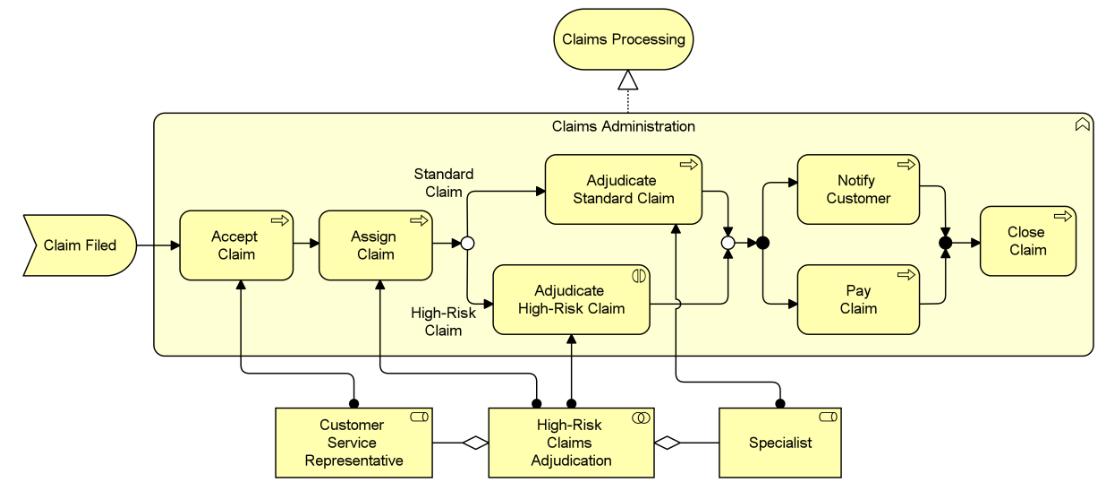 Claims Processing
Claims Administration
Standard
Claim
Adjudicate
Standard Claim
Notify
Customer
Claim Filed
Accept
Claim
Assign
Claim
Close
Claim
High-Risk
Claim
Adjudicate
High-Risk Claim
Pay
Claim
Customer
Service
Representative
High-Risk
Claims
Adjudication
Specialist